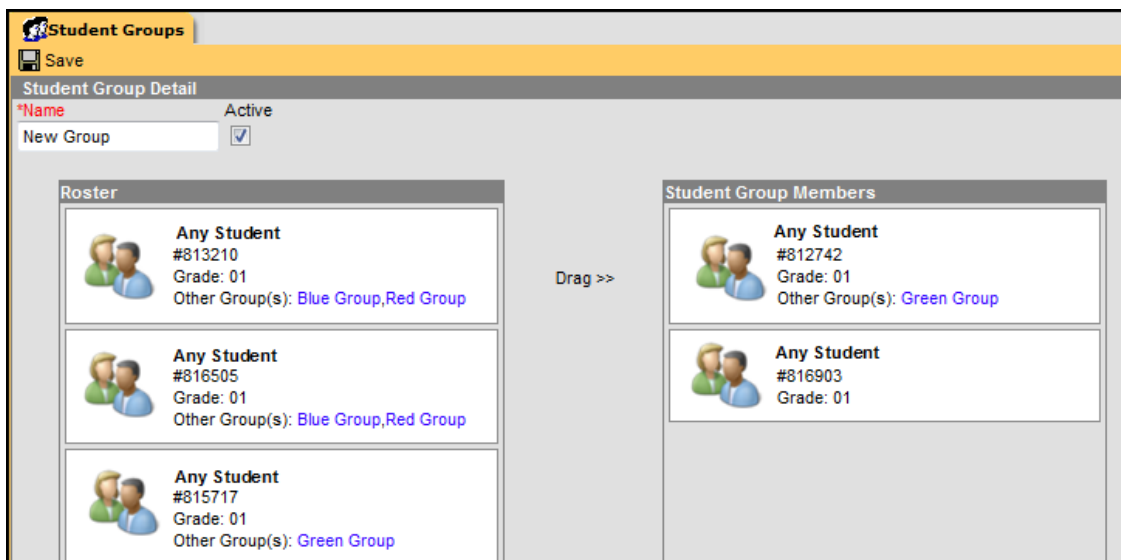 Student Groups
Save
Student Group Detail
*Name
Active
New Group
Roster
Any Student
#813210
Grade: 01
Other Group(s): Blue Group,Red Group
Any Student
#816505
Grade: 01
Other Group(s): Blue Group,Red Group
Any Student
#815717
Grade: 01
Other Group(s): Green Group
Drag >>
Student Group Members
Any Student
#812742
Grade: 01
Other Group(s): Green Group
Any Student
#816903
Grade: 01